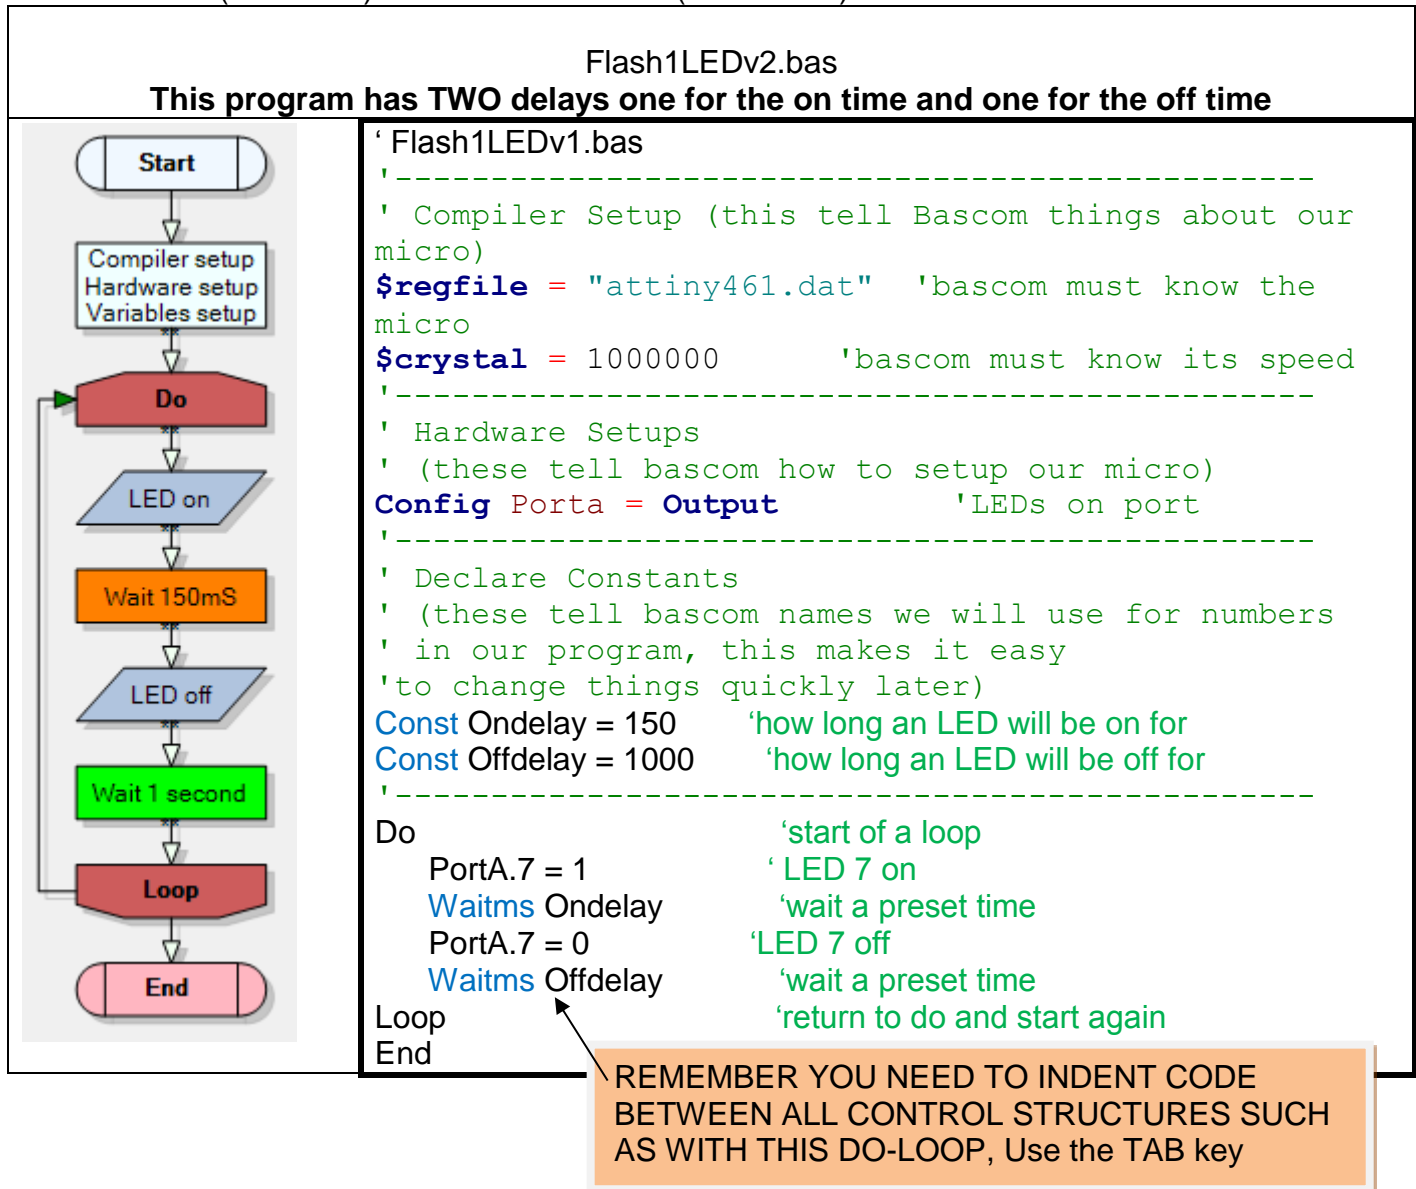 Flash1LEDv2.bas
This program has TWO delays one for the on time and one for the off time
Start
Compiler setup
Hardware setup
Variables setup
Do
LED on
Wait 150mS
LED off
Wait 1 second
Loop
End
‘ Flash1LEDv1.bas
'------------------------------------------------
' Compiler Setup (this tell Bascom things about our
micro)
$regfile = "attiny461.dat" 'bascom must know the
micro
$crystal = 1000000 'bascom must know its speed
'------------------------------------------------
' Hardware Setups
' (these tell bascom how to setup our micro)
Config Porta = Output 'LEDs on port
'------------------------------------------------
' Declare Constants
' (these tell bascom names we will use for numbers
' in our program, this makes it easy
'to change things quickly later)
Const Ondelay = 150 ‘how long an LED will be on for
Const Offdelay = 1000 ‘how long an LED will be off for
'------------------------------------------------
Do ‘start of a loop
PortA.7 = 1 ‘ LED 7 on
Waitms Ondelay ‘wait a preset time
PortA.7 = 0 ‘LED 7 off
Waitms Offdelay ‘wait a preset time
Loop ‘return to do and start again
End
REMEMBER YOU NEED TO INDENT CODE
BETWEEN ALL CONTROL STRUCTURES SUCH
AS WITH THIS DO-LOOP, Use the TAB key